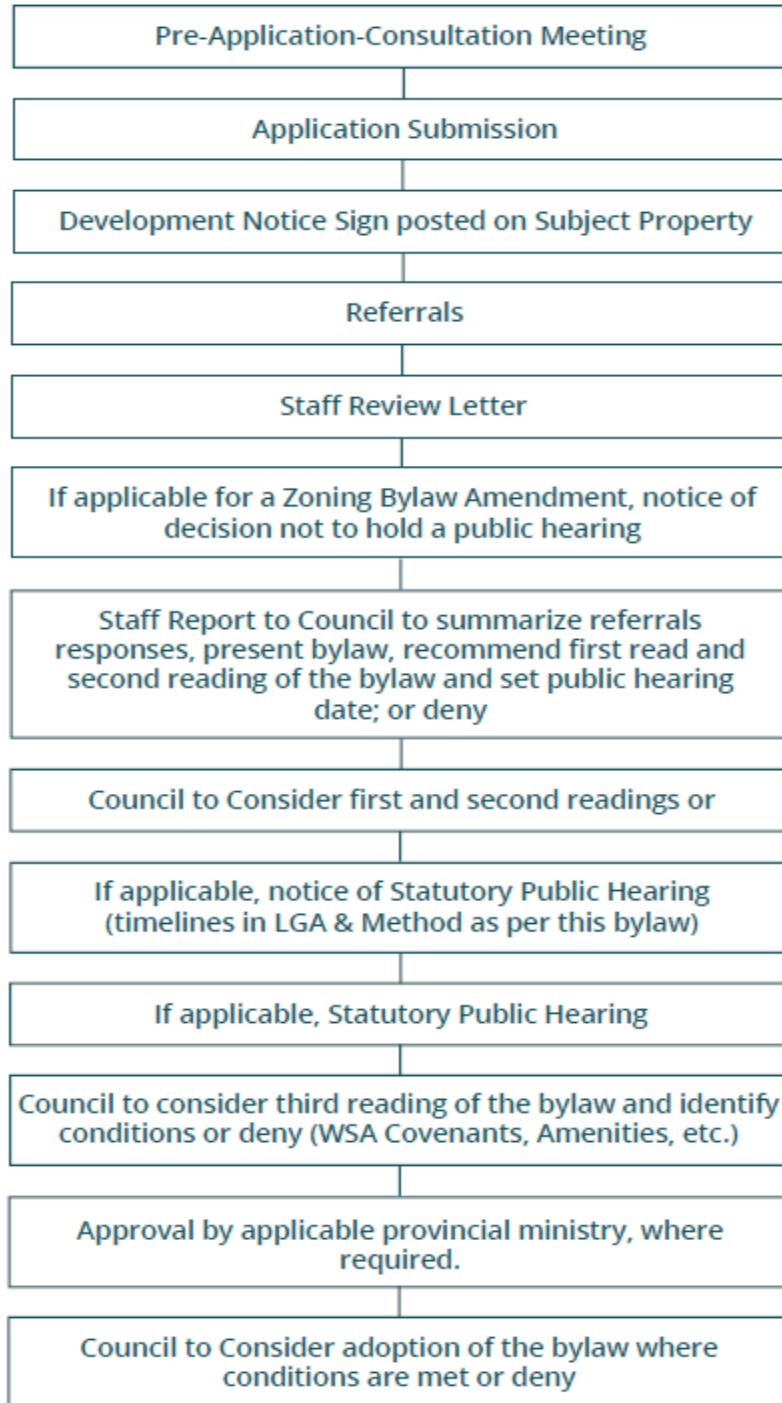 Pre-Application-Consultation Meeting
Application Submission
Development Notice Sign posted on Subject Property
Referrals
Staff Review Letter
If applicable for a Zoning Bylaw Amendment, notice of
decision not to hold a public hearing
Staff Report to Council to summarize referrals
responses, present bylaw, recommend first read and
second reading of the bylaw and set public hearing
date; or deny
Council to Consider first and second readings or
If applicable, notice of Statutory Public Hearing
(timelines in LGA & Method as per this bylaw)
If applicable, Statutory Public Hearing
Council to consider third reading of the bylaw and identify
conditions or deny (WSA Covenants, Amenities, etc.)
Approval by applicable provincial ministry, where
required.
Council to Consider adoption of the bylaw where
conditions are met or deny